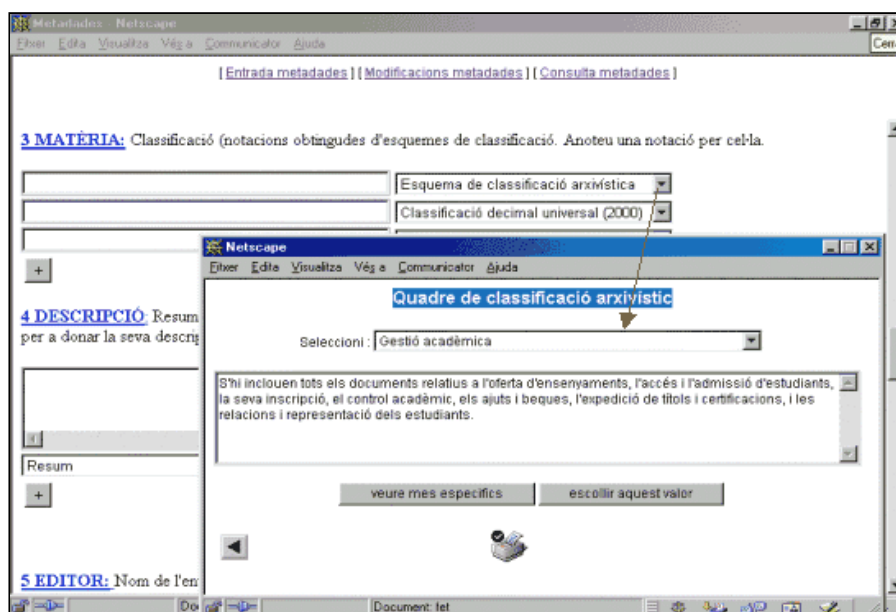 Metadades - Netscape
Fitxer Edita Visualitza Vés a Communicator Ajuda
[ Entrada metadades ] [ Modificacions metadades ] [ Consulta metadades ]
3 MATÈRIA: Classificació (notacions obtingudes d'esquemes de classificació. Anoteu una notació per cel·la.
Esquema de classificació arxivística
Classificació decimal universal (2000)
+
Netscape
Fitxer Edita Visualitza Vés a Communicator Ajuda
Quadre de classificació arxivístic
Seleccioni : Gestió acadèmica
S'hi inclouen tots els documents relatius a l'oferta d'ensenyaments, l'accés i l'admissió d'estudiants,
la seva inscripció, el control acadèmic, els ajuts i beques, l'expedició de títols i certificacions, i les
relacions i representació dels estudiants.
veure mes especifics escollir aquest valor
Document: fet
4 DESCRIPCIÓ: Resum
per a donar la seva
Resum
+
5 EDITOR: Nom de